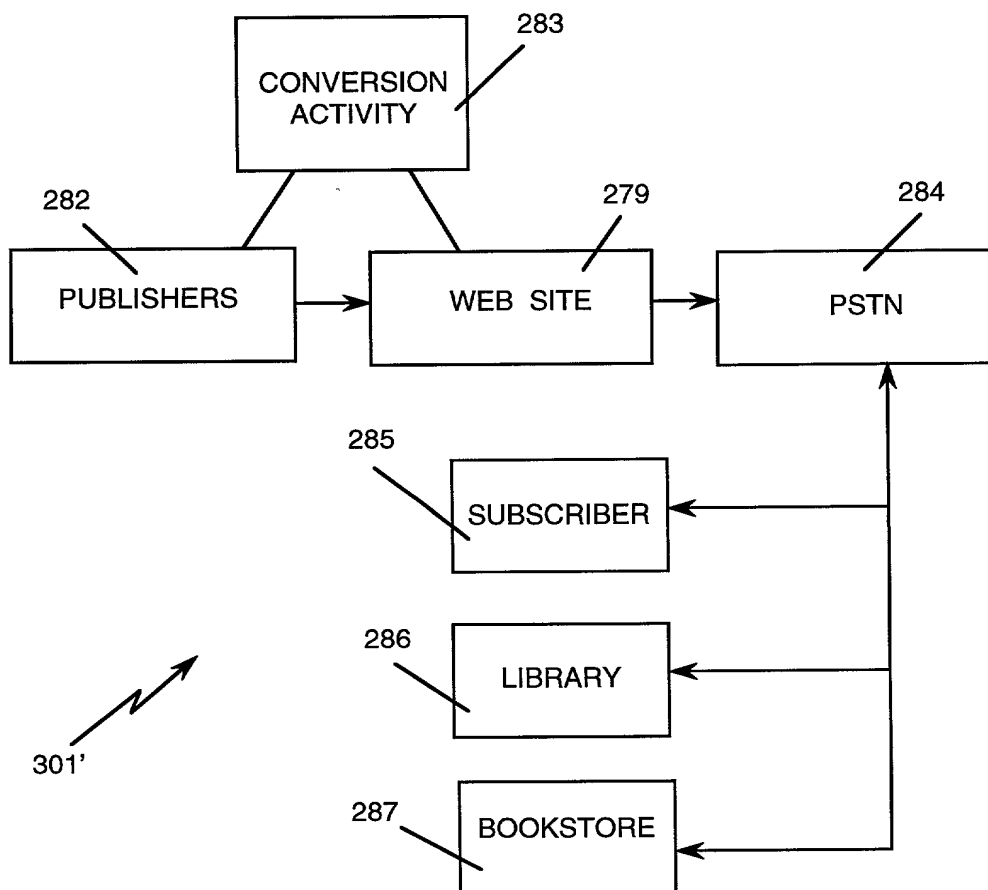 283
CONVERSION
ACTIVITY
282
279
284
PUBLISHERS
WEB SITE
PSTN
285
SUBSCRIBER
286
LIBRARY
301'
287
BOOKSTORE